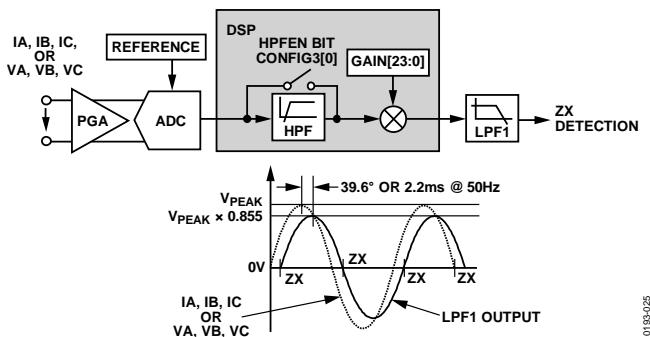 DSP
IA, IB, IC,
OR
VA, VB, VC
REFERENCE
HPFEN BIT
CONFIG3[0]
GAIN[23:0]
PGA
ADC
HPF
LPF1
ZX
DETECTION
39.6° OR 2.2ms @ 50Hz
VPEAK
VPEAK × 0.855
0V
ZX
ZX
ZX
ZX
IA, IB, IC
OR
VA, VB, VC
LPF1 OUTPUT
0193-025